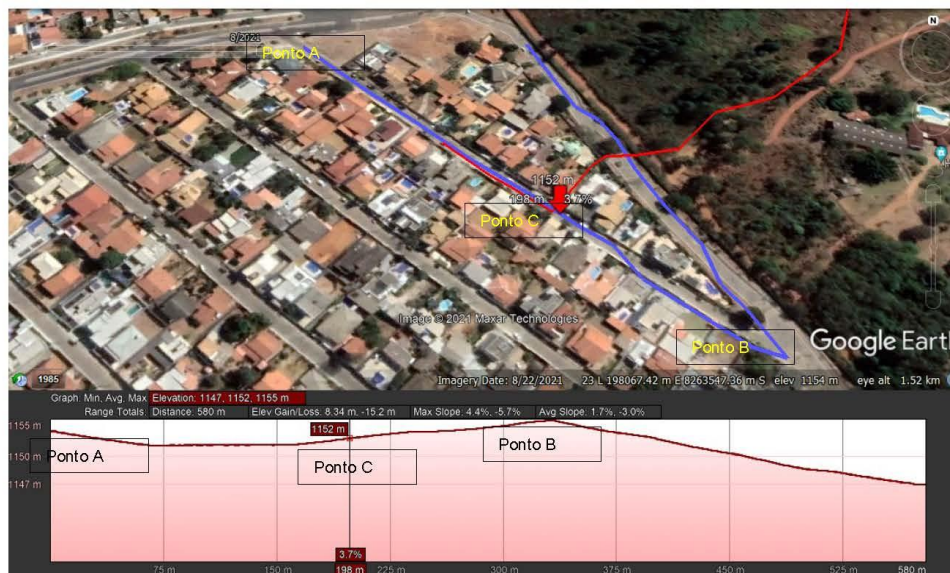 8/2021
Ponto A
N
1152 m
198 m
3.7%
Ponto C
Image © 2021 Maxar Technologies
Ponto B
Google Earth
1985
Imagery Date: 8/22/2021 23 L 198067.42 m E 8263547.36 m S elev 1154 m eye alt 1.52 km
Graph: Min, Avg, Max Elevation: 1147, 1152, 1155 m
Range Totals: Distance: 580 m Elev Gain/Loss: 8.34 m, -15.2 m Max Slope: 4.4%, -5.7% Avg Slope: 1.7%, -3.0%
1155 m
1150 m
1147 m
1152 m
Ponto A
Ponto C
Ponto B
3.7%
75 m 150 m 198 m 225 m 300 m 375 m 450 m 525 m 580 m